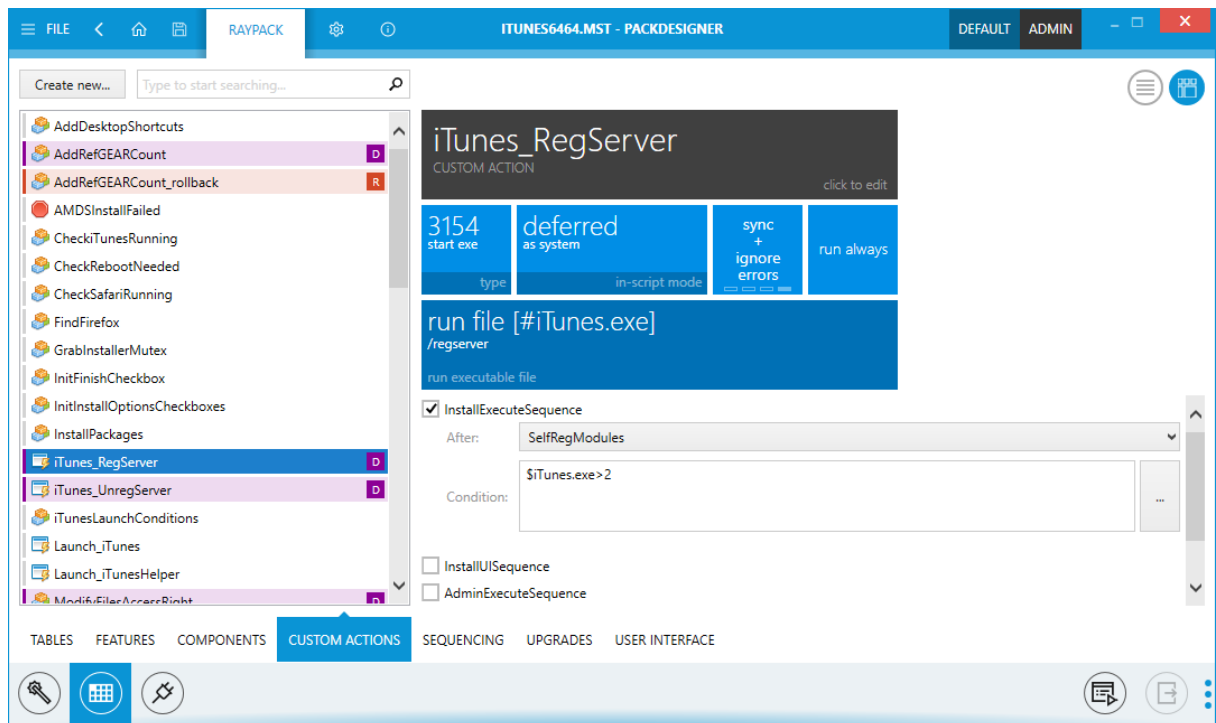 FILE
RAYPACK
ITUNES6464.MST - PACKDESIGNER
DEFAULT
ADMIN
Create new...
Type to start searching...
AddDesktopShortcuts
AddRefGEARCount
D
AddRefGEARCount_rollback
R
AMDSInstallFailed
CheckiTunesRunning
CheckRebootNeeded
CheckSafariRunning
FindFirefox
GrabInstallerMutex
InitFinishCheckbox
InitInstallOptionsCheckboxes
InstallPackages
iTunes_RegServer
D
iTunes_UnregServer
D
iTunesLaunchConditions
Launch_iTunes
Launch_iTunesHelper
ModifyFilesAccessRight
D
iTunes_RegServer
CUSTOM ACTION
click to edit
3154
start exe
type
deferred
as system
in-script mode
sync
+
ignore
errors
run always
run file [#iTunes.exe]
/regserver
run executable file
InstallExecuteSequence
After:
SelfRegModules
Condition:
$iTunes.exe>2
...
InstallUISequence
AdminExecuteSequence
TABLES
FEATURES
COMPONENTS
CUSTOM ACTIONS
SEQUENCING
UPGRADES
USER INTERFACE